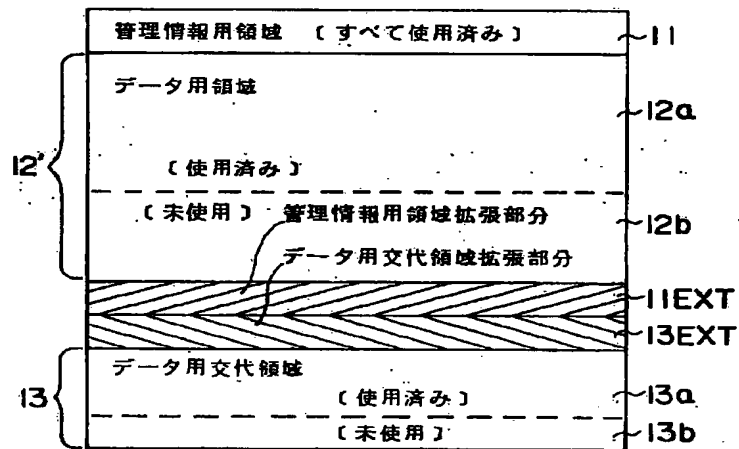 管理情報用領域 〔すべて使用済み〕 11
データ用領域
12a
12'
〔使用済み〕
〔未使用〕 管理情報用領域拡張部分 12b
データ用交代領域拡張部分
11EXT
13EXT
データ用交代領域
13 〔使用済み〕 13a
〔未使用〕 13b